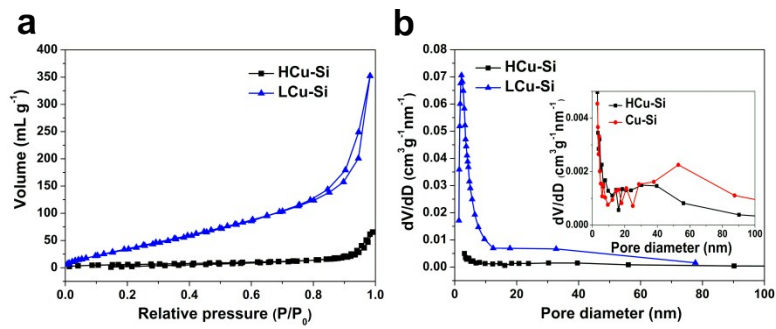 a
400
350
300
250
200
150
100
50
0
Volume (mL g⁻¹)
HCu-Si
LCu-Si
0.0 0.2 0.4 0.6 0.8 1.0
Relative pressure (P/P₀)
b
0.08
0.07
0.06
0.05
0.04
0.03
0.02
0.01
0.00
dV/dD (cm³g⁻¹nm⁻¹)
HCu-Si
LCu-Si
0 20 40 60 80 100
Pore diameter (nm)
0.004
0.002
0.000
dV/dD (cm³g⁻¹nm⁻¹)
HCu-Si
Cu-Si
0 20 40 60 80 100
Pore diameter (nm)